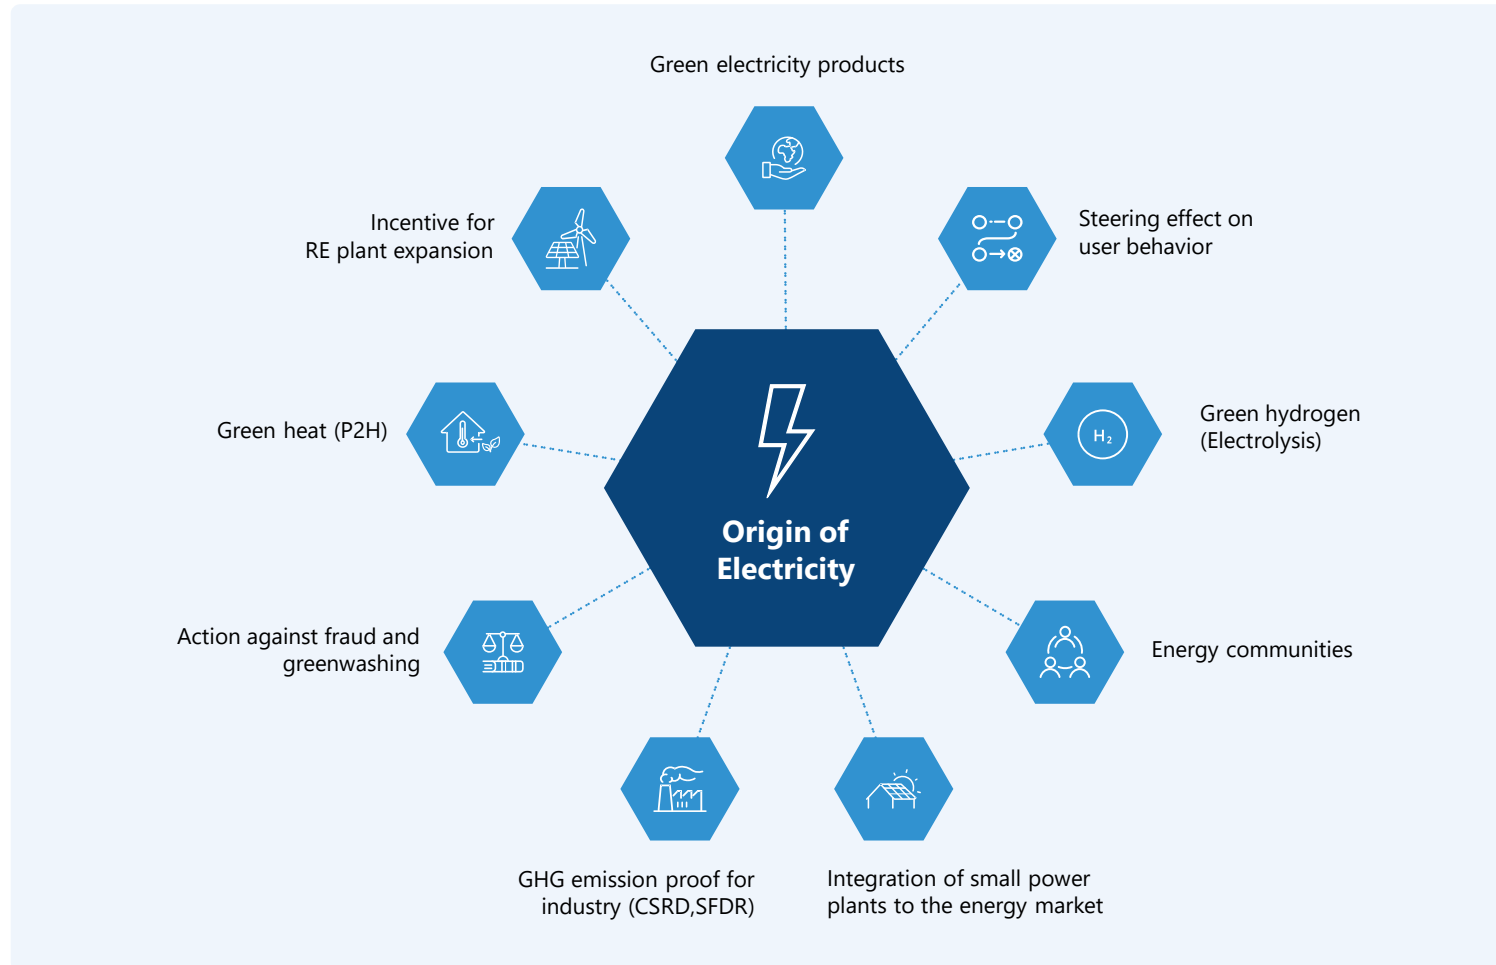 Green electricity products
Incentive for
RE plant expansion
Steering effect on
user behavior
Green heat (P2H)
Green hydrogen
(Electrolysis)
H₂
Origin of
Electricity
Action against fraud and
greenwashing
Energy communities
GHG emission proof for
industry (CSRD,SFDR)
Integration of small power
plants to the energy market